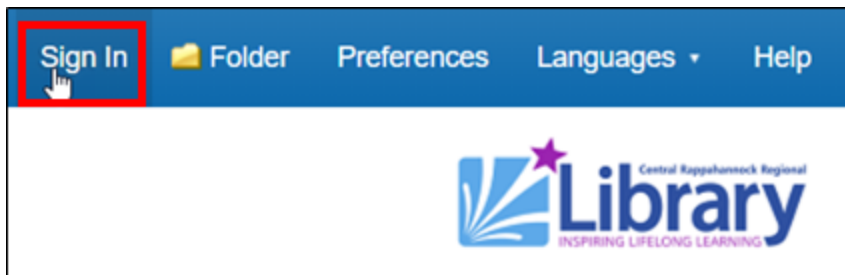 Sign In Folder Preferences Languages Help
Central Rappahannock Regional
Library
INSPIRING LIFELONG LEARNING